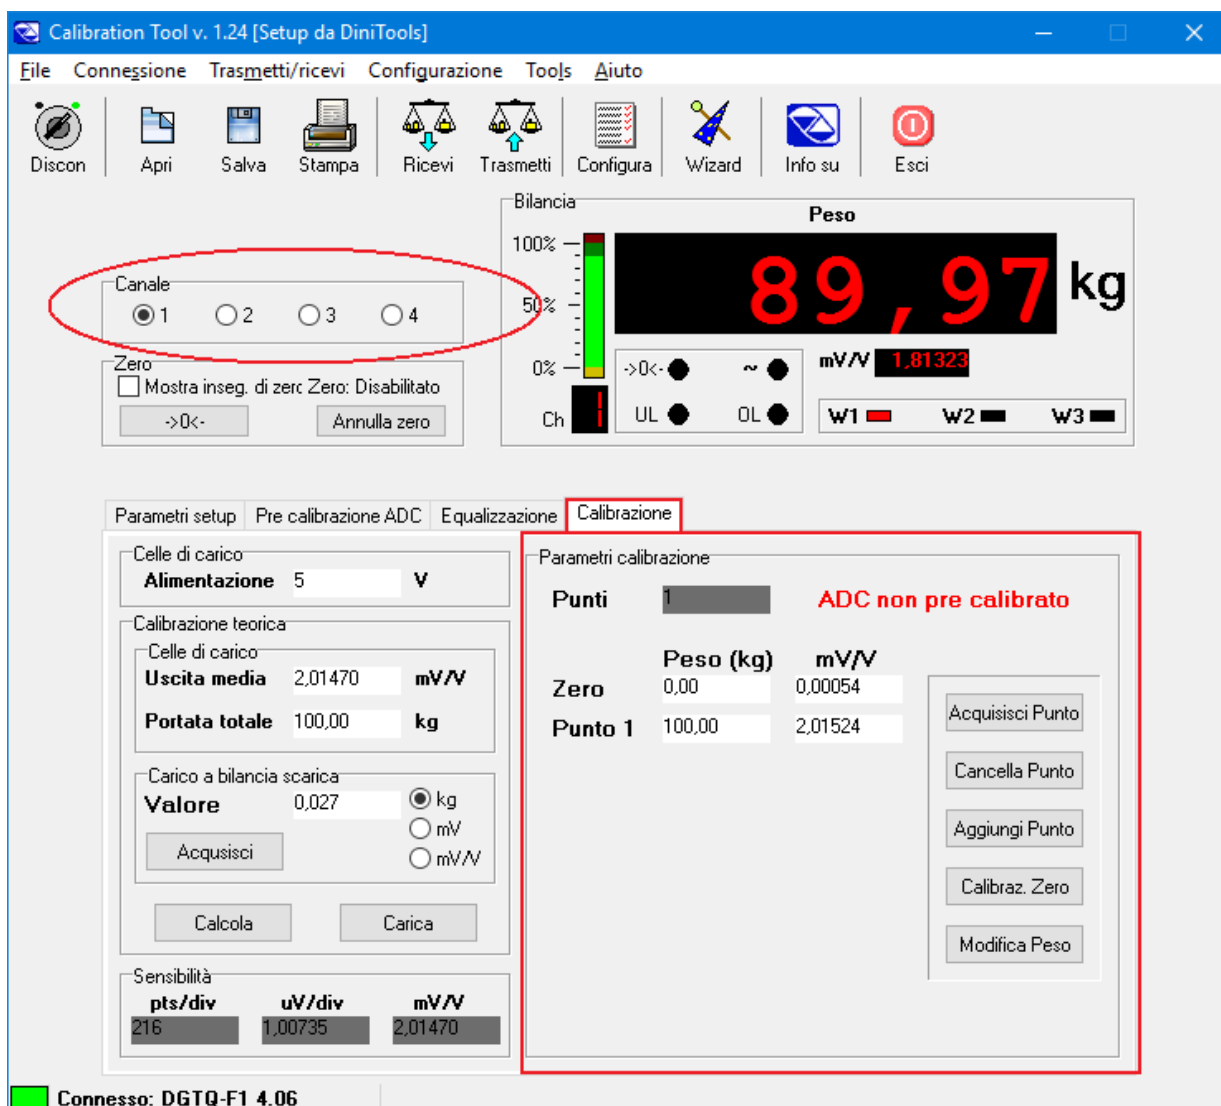 Calibration Tool v. 1.24 [Setup da DiniTools]
File Connessione Trasmetti/ricevi Configurazione Tools Aiuto
Discon Apri Salva Stampa Ricevi Trasmetti Configura Wizard Info su Esci
Bilancia
Peso
100%
50%
0%
89,97 kg
Canale
1 2 3 4
Zero
Mostra inseg. di zero Zero: Disabilitato
->0<- Annulla zero
->0<- ~ mV/V 1,81323
Ch 1 UL OL W1 W2 W3
Parametri setup Pre calibrazione ADC Equalizzazione Calibrazione
Celle di carico
Alimentazione 5 V
Calibrazione teorica
Celle di carico
Uscita media 2,01470 mV/V
Portata totale 100,00 kg
Carico a bilancia scarica
Valore 0,027 kg
mV
mV/V
Acqusisci
Calcola Carica
Sensibilità
pts/div uV/div mV/V
216 1,00735 2,01470
Parametri calibrazione
Punti 1 ADC non pre calibrato
Peso (kg) mV/V
Zero 0,00 0,00054
Punto 1 100,00 2,01524
Acquisisci Punto
Cancella Punto
Aggiungi Punto
Calibraz. Zero
Modifica Peso
Connesso: DGTQ-F1 4.06